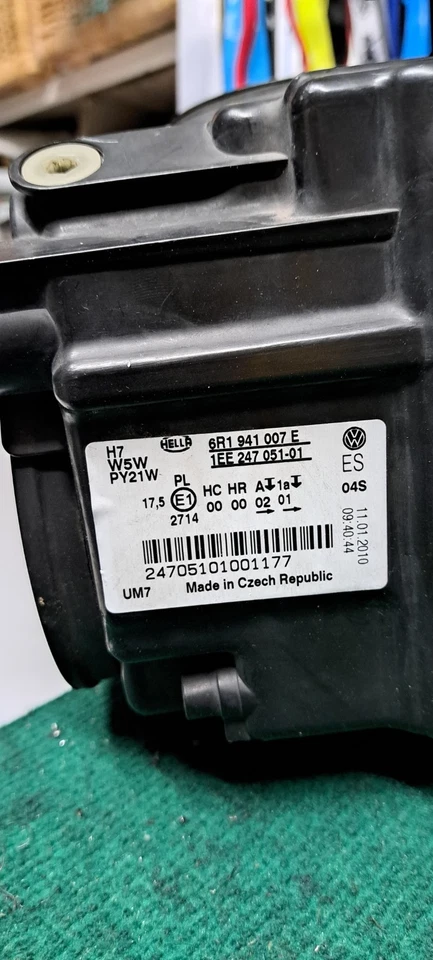 H7
W5W
PY21W
HELLA
6R1 941 007 E
1EE 247 051-01
ES
04S
PL
17,5 E1 HC HR A 1a
2714 00 00 02 01
24705101001177
UM7 Made in Czech Republic
11.01.2010
09:40:44